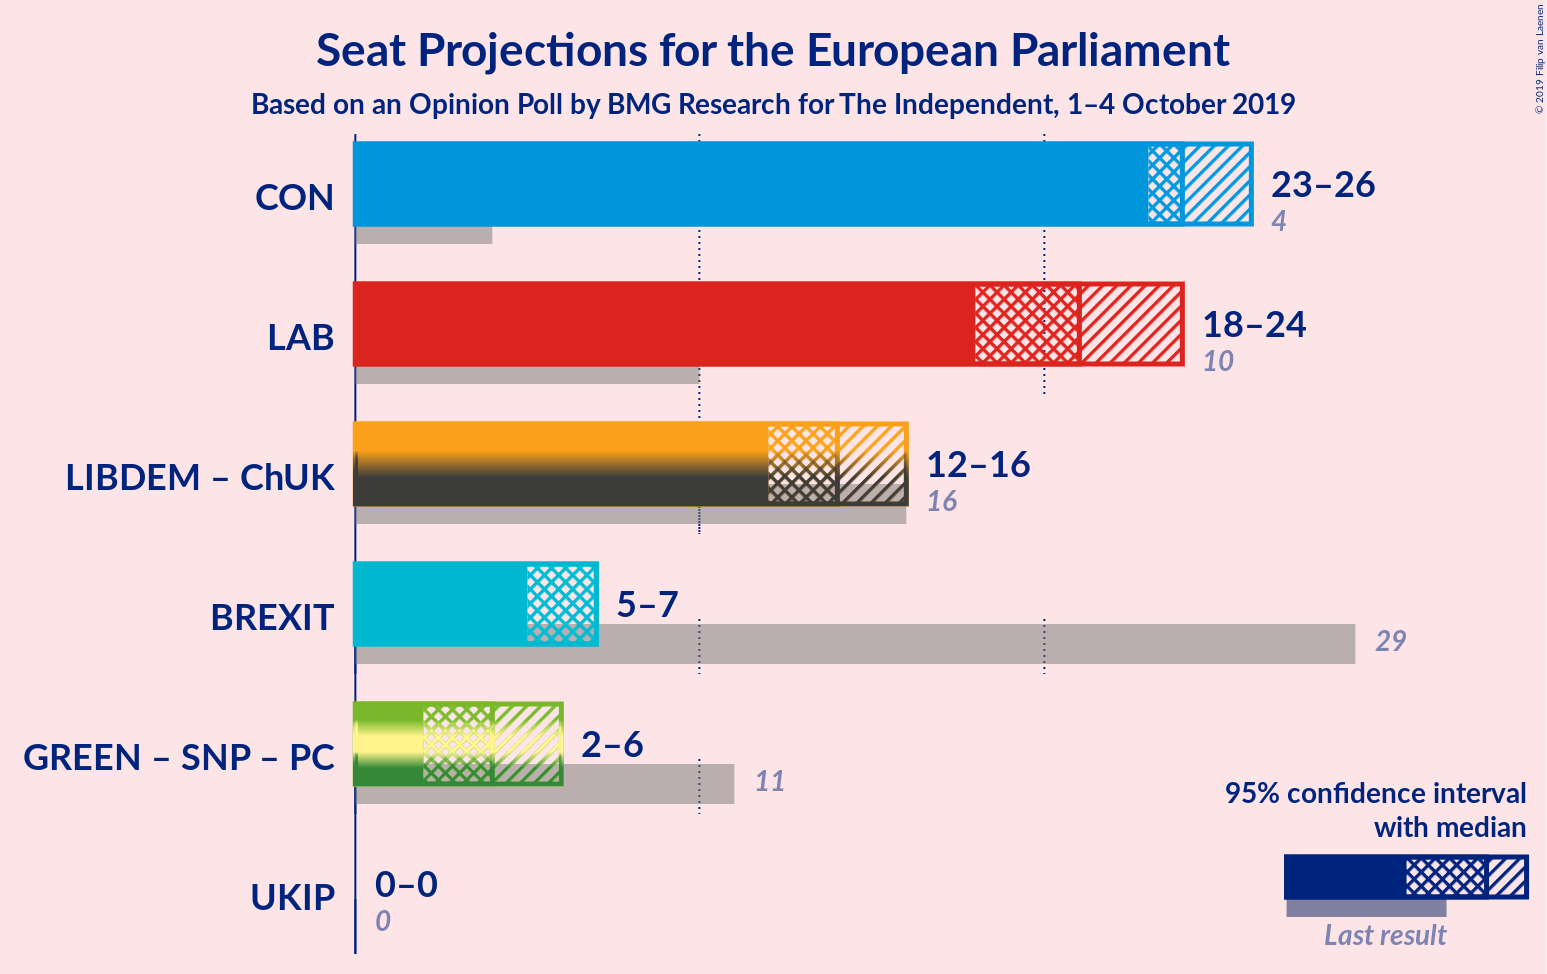 Seat Projections for the European Parliament
Based on an Opinion Poll by BMG Research for The Independent, 1–4 October 2019
© 2019 Filip van Laenen
CON
23–26
4
LAB
18–24
10
LIBDEM – ChUK
12–16
16
BREXIT
5–7
29
GREEN – SNP – PC
2–6
11
UKIP
0–0
0
95% confidence interval
with median
Last result